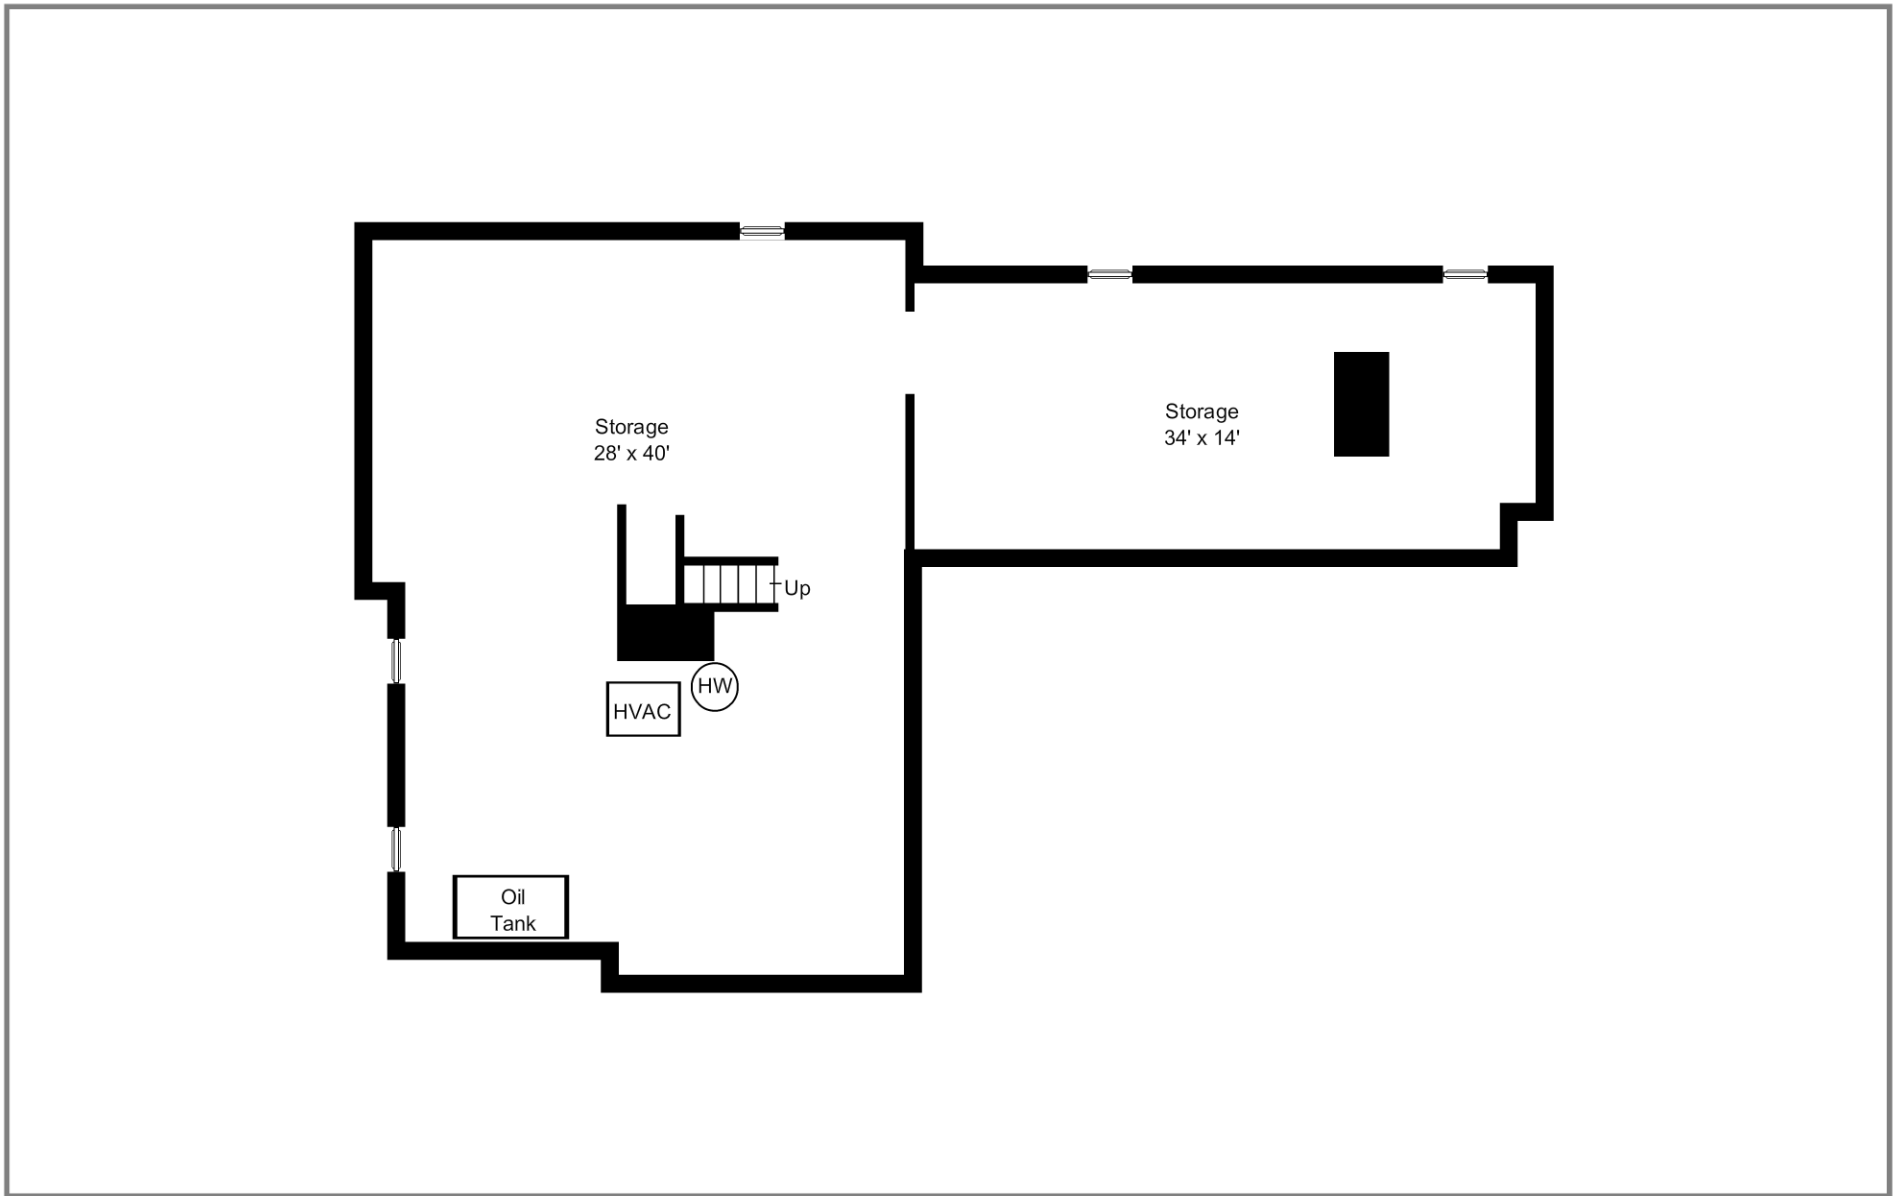 Storage
28' x 40'
Storage
34' x 14'
Up
HW
HVAC
Oil
Tank